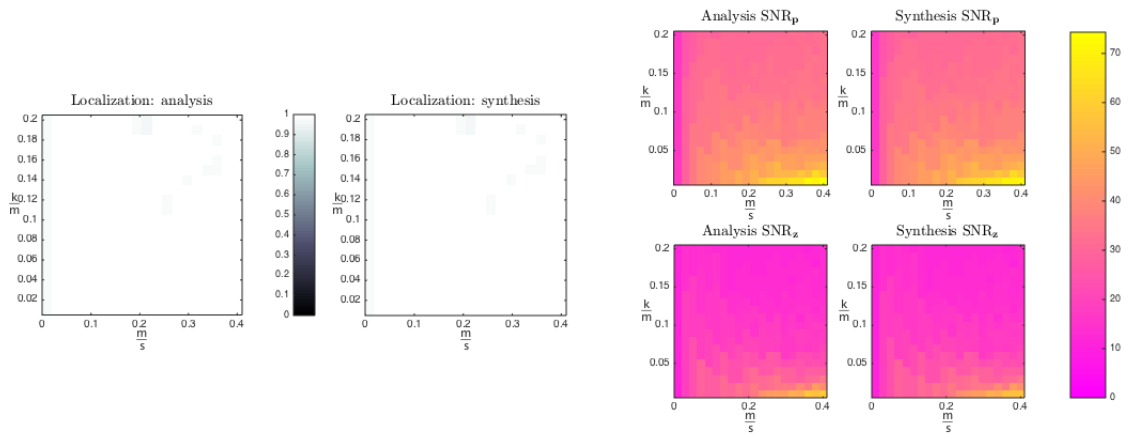 Localization: analysis
0.2
0.18
0.16
0.14
k
m
0.12
0.1
0.08
0.06
0.04
0.02
0
0.1
0.2
0.3
0.4
m
s
1
0.9
0.8
0.7
0.6
0.5
0.4
0.3
0.2
0.1
0
Localization: synthesis
0.2
0.18
0.16
0.14
k
m
0.12
0.1
0.08
0.06
0.04
0.02
0
0.1
0.2
0.3
0.4
m
s
Analysis SNRp
0.2
0.15
k
m
0.1
0.05
0
0.1
0.2
0.3
0.4
m
s
Synthesis SNRp
0.2
0.15
k
m
0.1
0.05
0
0.1
0.2
0.3
0.4
m
s
Analysis SNRz
0.2
0.15
k
m
0.1
0.05
0
0.2
0.4
m
s
Synthesis SNRz
0.2
0.15
k
m
0.1
0.05
0
0.2
0.4
m
s
70
60
50
40
30
20
10
0